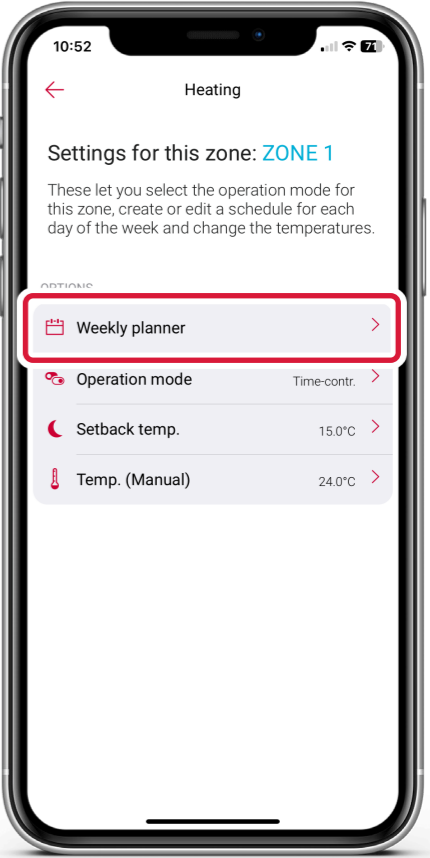 10:52
71
Heating
Settings for this zone: ZONE 1
These let you select the operation mode for
this zone, create or edit a schedule for each
day of the week and change the temperatures.
OPTIONS
Weekly planner
Operation mode Time-contr.
Setback temp. 15.0°C
Temp. (Manual) 24.0°C